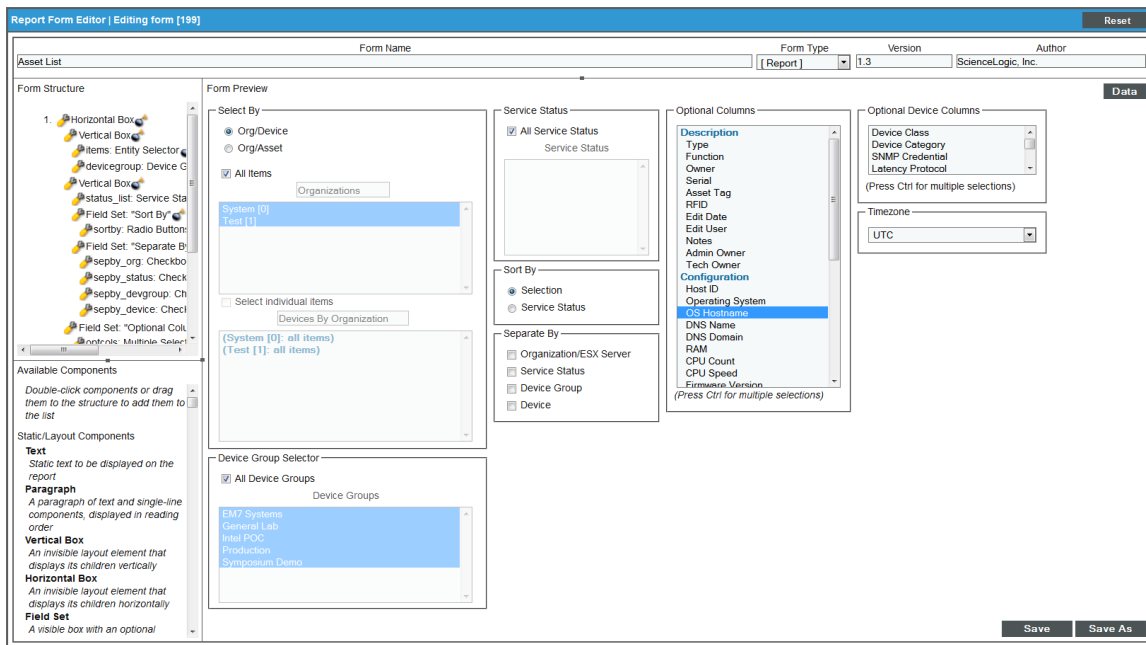 Report Form Editor | Editing form [199]
Reset
Form Name
Form Type
Version
Author
Asset List
[ Report ]
1.3
ScienceLogic, Inc.
Form Structure
1. Horizontal Box
Vertical Box
items: Entity Selector
devicegroup: Device G
Vertical Box
status_list: Service Sta
Field Set: "Sort By"
sortby: Radio Button
Field Set: "Separate B
sepby_org: Checkbo
sepby_status: Check
sepby_devgroup: Ch
sepby_device: Check
Field Set: "Optional Colu
optcols: Multiple Select
Available Components
Double-click components or drag
them to the structure to add them to
the list
Static/Layout Components
Text
Static text to be displayed on the
report
Paragraph
A paragraph of text and single-line
components, displayed in reading
order
Vertical Box
An invisible layout element that
displays its children vertically
Horizontal Box
An invisible layout element that
displays its children horizontally
Field Set
A visible box with an optional
Form Preview
Data
Select By
Org/Device
Org/Asset
All Items
Organizations
System [0]
Test [1]
Select individual items
Devices By Organization
(System [0]: all items)
(Test [1]: all items)
Device Group Selector
All Device Groups
Device Groups
EM7 Systems
General Lab
Intel POC
Production
Symposium Demo
Service Status
All Service Status
Service Status
Sort By
Selection
Service Status
Separate By
Organization/ESX Server
Service Status
Device Group
Device
Optional Columns
Description
Type
Function
Owner
Serial
Asset Tag
RFID
Edit Date
Edit User
Notes
Admin Owner
Tech Owner
Configuration
Host ID
Operating System
OS Hostname
DNS Name
DNS Domain
RAM
CPU Count
CPU Speed
Firmware Version
(Press Ctrl for multiple selections)
Optional Device Columns
Device Class
Device Category
SNMP Credential
Latency Protocol
(Press Ctrl for multiple selections)
Timezone
UTC
Save
Save As